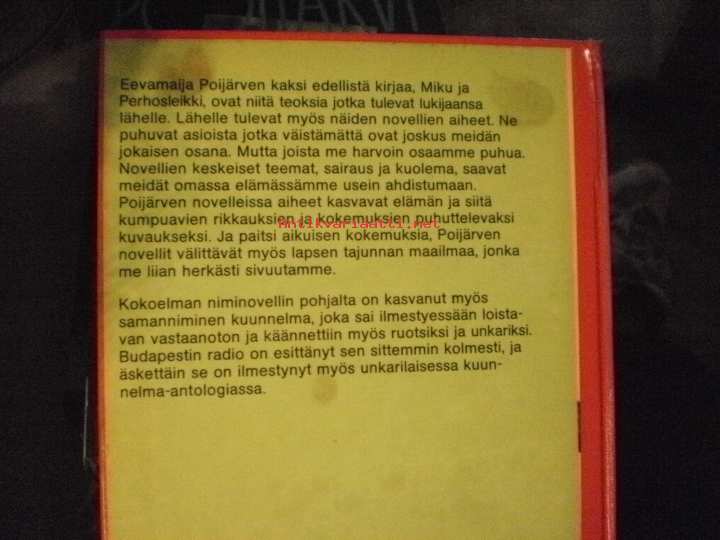 Eevamaija Poijärven kaksi edellistä kirjaa, Miku ja
Perhosleikki, ovat niitä teoksia jotka tulevat lukijaansa
lähelle. Lähelle tulevat myös näiden novellien aiheet. Ne
puhuvat asioista jotka väistämättä ovat joskus meidän
jokaisen osana. Mutta joista me harvoin osaamme puhua.
Novellien keskeiset teemat, sairaus ja kuolema, saavat
meidät omassa elämässämme usein ahdistumaan.
Poijärven novelleissa aiheet kasvavat elämän ja siitä
kumpuavien rikkauksien ja kokemuksien puhuttelevaksi
Antikvariaatti.net
kuvaukseksi. Ja paitsi aikuisen kokemuksia, Poijärven
novellit välittävät myös lapsen tajunnan maailmaa, jonka
me liian herkästi sivuutamme.
Kokoelman niminovellin pohjalta on kasvanut myös
samanniminen kuunnelma, joka sai ilmestyessään loista-
van vastaanoton ja käännettiin myös ruotsiksi ja unkariksi.
Budapestin radio on esittänyt sen sittemmin kolmesti, ja
äskettäin se on ilmestynyt myös unkarilaisessa kuun-
nelma-antologiassa.